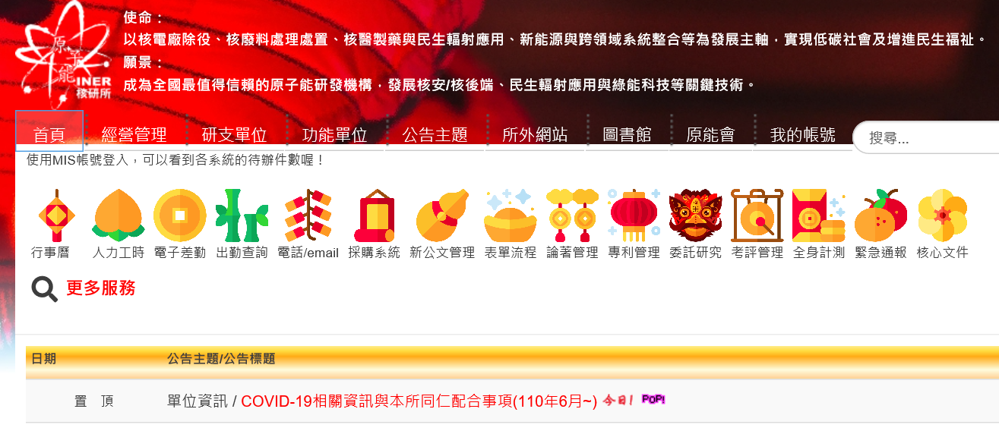 使命：
以核電廠除役、核廢料處理處置、核醫製藥與民生輻射應用、新能源與跨領域系統整合等為發展主軸，實現低碳社會及增進民生福祉。
願景：
成為全國最值得信賴的原子能研發機構，發展核安/核後端、民生輻射應用與綠能科技等關鍵技術。
原子能
INER
核研所
首頁 經營管理 研支單位 功能單位 公告主題 所外網站 圖書館 原能會 我的帳號 搜尋...
使用MIS帳號登入，可以看到各系統的待辦件數喔！
行事曆 人力工時 電子差勤 出勤查詢 電話/email 採購系統 新公文管理 表單流程 論著管理 專利管理 委託研究 考評管理 全身計測 緊急通報 核心文件
更多服務
日期 公告主題/公告標題
置 頂 單位資訊 / COVID-19相關資訊與本所同仁配合事項(110年6月~) 今日! POP!